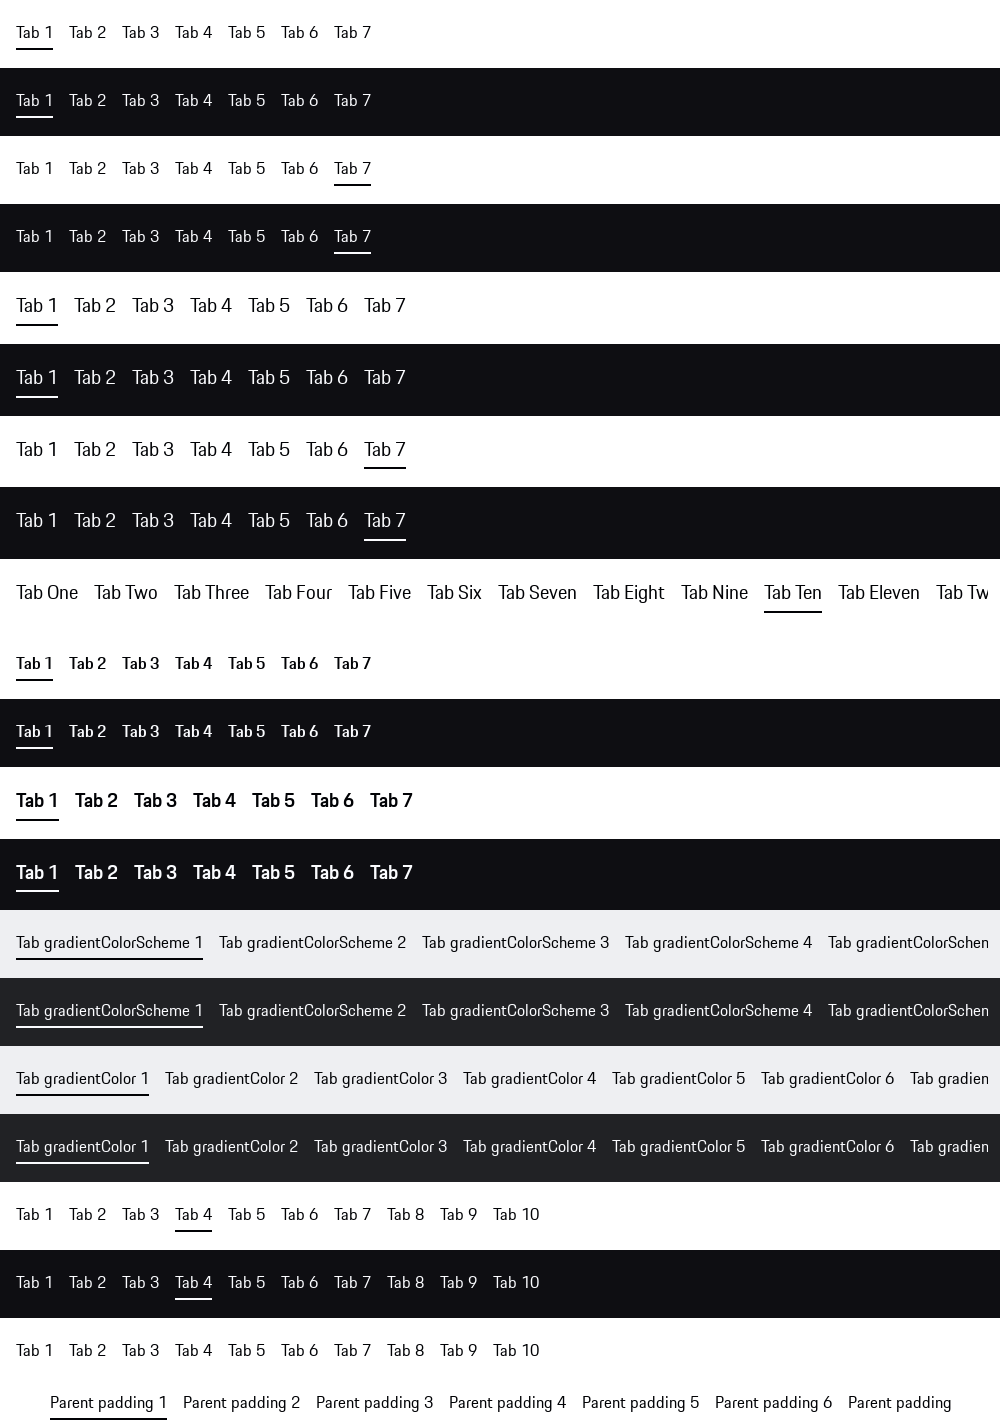 Tab 1 Tab 2 Tab 3 Tab 4 Tab 5 Tab 6 Tab 7
Tab 1 Tab 2 Tab 3 Tab 4 Tab 5 Tab 6 Tab 7
Tab 1 Tab 2 Tab 3 Tab 4 Tab 5 Tab 6 Tab 7
Tab 1 Tab 2 Tab 3 Tab 4 Tab 5 Tab 6 Tab 7
Tab 1 Tab 2 Tab 3 Tab 4 Tab 5 Tab 6 Tab 7
Tab 1 Tab 2 Tab 3 Tab 4 Tab 5 Tab 6 Tab 7
Tab 1 Tab 2 Tab 3 Tab 4 Tab 5 Tab 6 Tab 7
Tab 1 Tab 2 Tab 3 Tab 4 Tab 5 Tab 6 Tab 7
Tab One Tab Two Tab Three Tab Four Tab Five Tab Six Tab Seven Tab Eight Tab Nine Tab Ten Tab Eleven Tab Tw
Tab 1 Tab 2 Tab 3 Tab 4 Tab 5 Tab 6 Tab 7
Tab 1 Tab 2 Tab 3 Tab 4 Tab 5 Tab 6 Tab 7
Tab 1 Tab 2 Tab 3 Tab 4 Tab 5 Tab 6 Tab 7
Tab 1 Tab 2 Tab 3 Tab 4 Tab 5 Tab 6 Tab 7
Tab gradientColorScheme 1 Tab gradientColorScheme 2 Tab gradientColorScheme 3 Tab gradientColorScheme 4 Tab gradientColorSchen
Tab gradientColorScheme 1 Tab gradientColorScheme 2 Tab gradientColorScheme 3 Tab gradientColorScheme 4 Tab gradientColorSchen
Tab gradientColor 1 Tab gradientColor 2 Tab gradientColor 3 Tab gradientColor 4 Tab gradientColor 5 Tab gradientColor 6 Tab gradien
Tab gradientColor 1 Tab gradientColor 2 Tab gradientColor 3 Tab gradientColor 4 Tab gradientColor 5 Tab gradientColor 6 Tab gradien
Tab 1 Tab 2 Tab 3 Tab 4 Tab 5 Tab 6 Tab 7 Tab 8 Tab 9 Tab 10
Tab 1 Tab 2 Tab 3 Tab 4 Tab 5 Tab 6 Tab 7 Tab 8 Tab 9 Tab 10
Tab 1 Tab 2 Tab 3 Tab 4 Tab 5 Tab 6 Tab 7 Tab 8 Tab 9 Tab 10
Parent padding 1 Parent padding 2 Parent padding 3 Parent padding 4 Parent padding 5 Parent padding 6 Parent padding